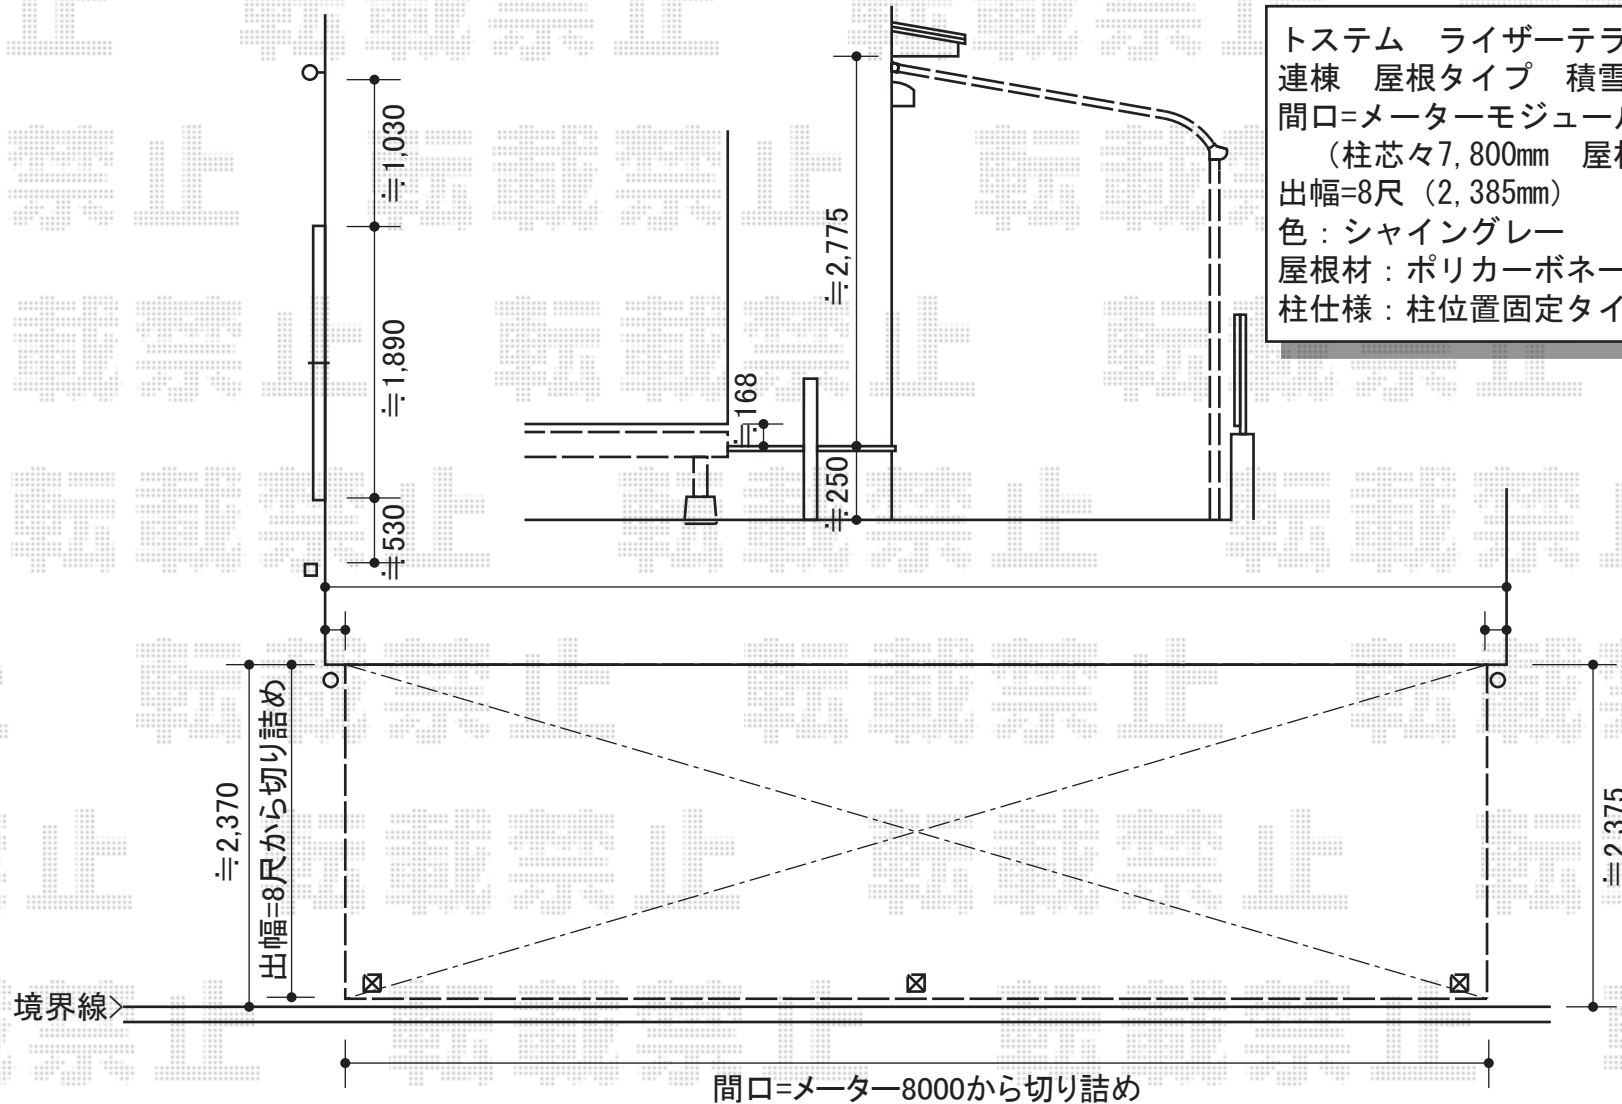 トステム ライザーテラ
連棟 屋根タイプ 積雪
間口=メーターモジュール
(柱芯々7,800mm 屋根
出幅=8尺 (2,385mm)
色：シャイングレー
屋根材：ポリカーボネー
柱仕様：柱位置固定タイ
≒1,030
≒1,890
≒530
≒2,775
≒168
≒250
≒2,370
出幅=8尺から切り詰め
≒2,375
境界線
間口=メーター8000から切り詰め
転載禁止